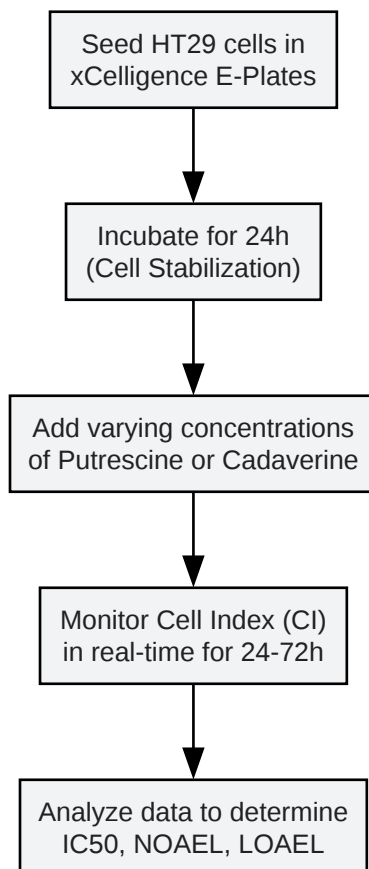 Seed HT29 cells in
xCelligence E-Plates
Incubate for 24h
(Cell Stabilization)
Add varying concentrations
of Putrescine or Cadaverine
Monitor Cell Index (CI)
in real-time for 24-72h
Analyze data to determine
IC50, NOAEL, LOAEL